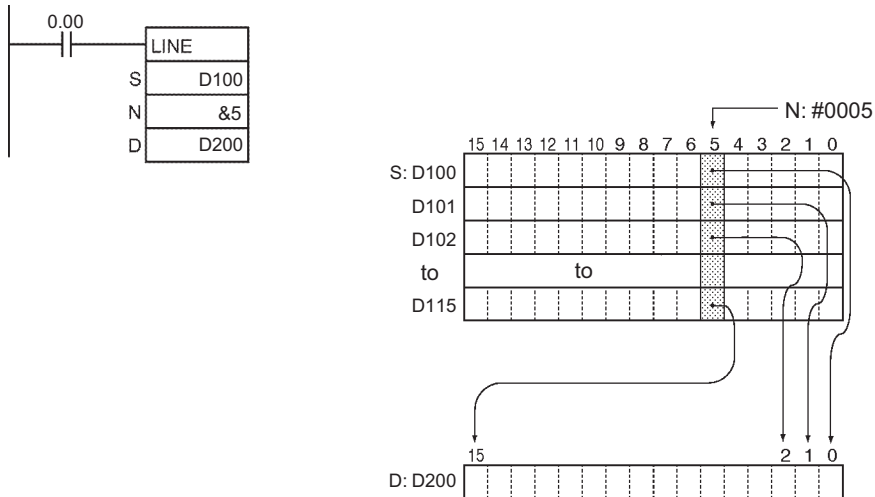 0.00
LINE
S D100
N &5
D D200
N: #0005
15 14 13 12 11 10 9 8 7 6 5 4 3 2 1 0
S: D100
D101
D102
to to
D115
15 2 1 0
D: D200